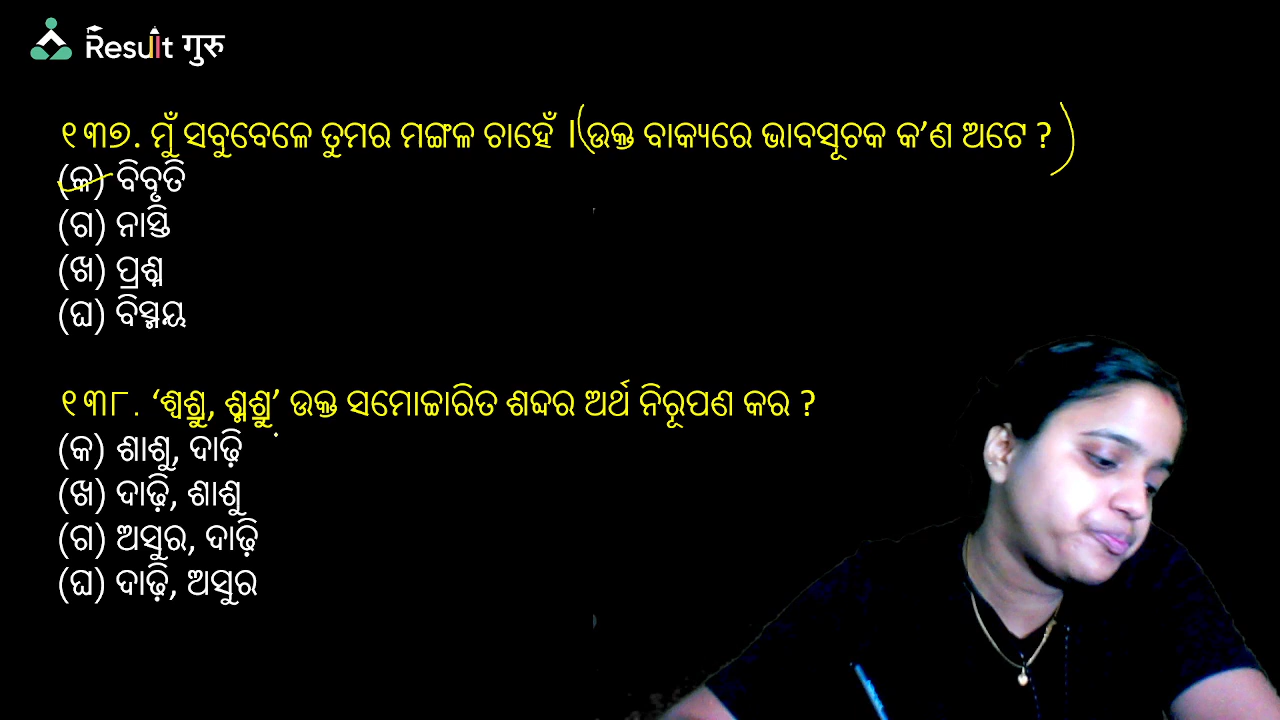 Result गुरु
୧୩୭. ମୁଁ ସବୁବେଳେ ତୁମର ମଙ୍ଗଳ ଚାହେଁ । ଉକ୍ତ ବାକ୍ୟରେ ଭାବସୂଚକ କ’ଣ ଅଟେ ?
(କ) ବିବୃତି
(ଗ) ନାସ୍ତି
(ଖ) ପ୍ରଶ୍ନ
(ଘ) ବିସ୍ମୟ
୧୩୮. ‘ଶ୍ୱଶ୍ରୁ, ଶ୍ମଶ୍ରୁ’ ଉକ୍ତ ସମୋଚ୍ଚାରିତ ଶବ୍ଦର ଅର୍ଥ ନିରୂପଣ କର ?
(କ) ଶାଶୁ, ଦାଢ଼ି
(ଖ) ଦାଢ଼ି, ଶାଶୁ
(ଗ) ଅସୁର, ଦାଢ଼ି
(ଘ) ଦାଢ଼ି, ଅସୁର